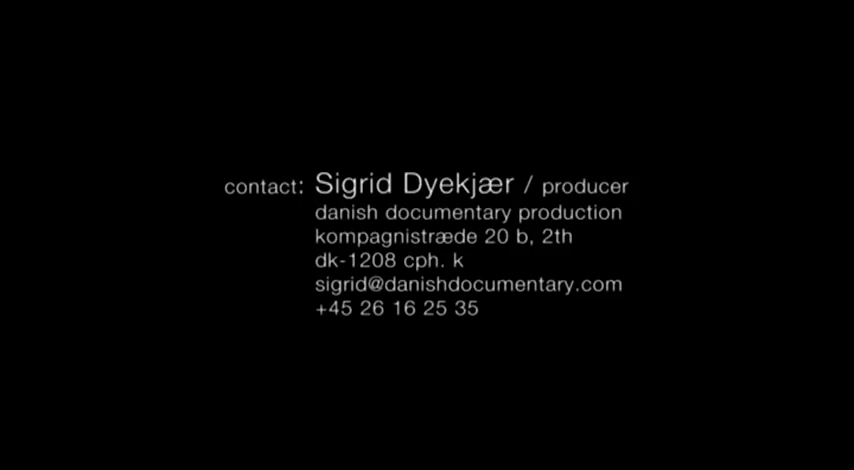 contact: Sigrid Dyekjær / producer
danish documentary production
kompagnistræde 20 b, 2th
dk-1208 cph. k
sigrid@danishdocumentary.com
+45 26 16 25 35